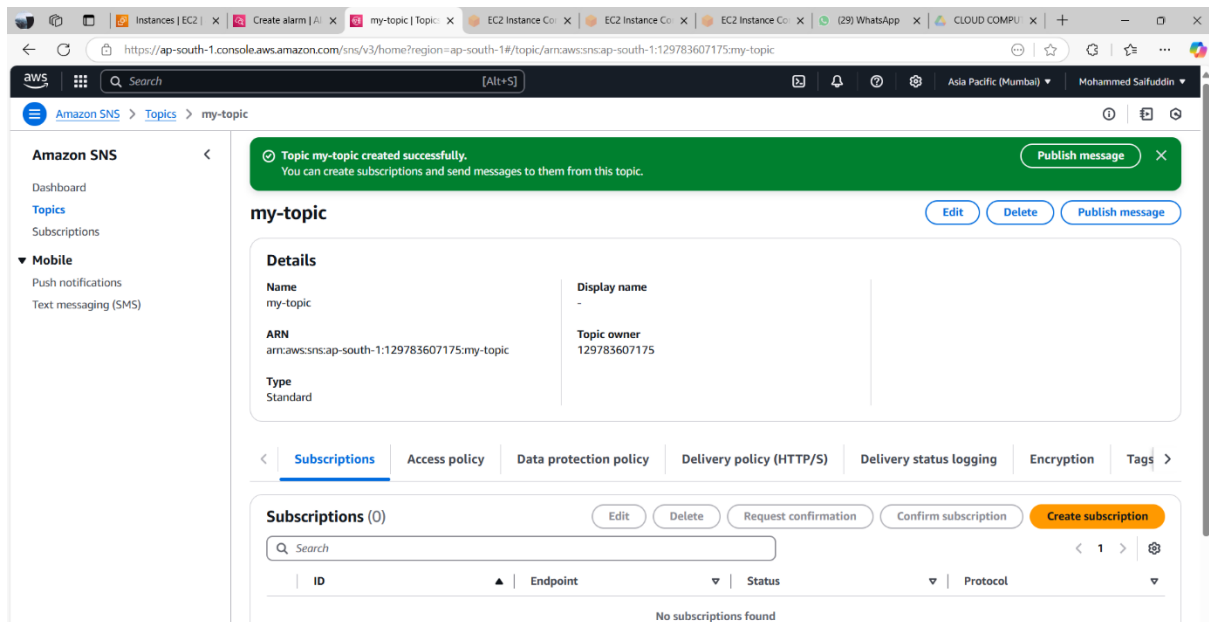 Instances | EC2 |
Create alarm | Al
my-topic | Topic
EC2 Instance Co
EC2 Instance Co
EC2 Instance Co
(29) WhatsApp
CLOUD COMPU
https://ap-south-1.console.aws.amazon.com/sns/v3/home?region=ap-south-1#/topic/arn:aws:sns:ap-south-1:129783607175:my-topic
aws Search [Alt+S] Asia Pacific (Mumbai) ▼ Mohammed Saifuddin ▼
Amazon SNS > Topics > my-topic
Amazon SNS
Dashboard
Topics
Subscriptions
▼ Mobile
Push notifications
Text messaging (SMS)
Topic my-topic created successfully.
You can create subscriptions and send messages to them from this topic.
Publish message
my-topic
Edit Delete Publish message
Details
Name
my-topic
Display name
-
ARN
arn:aws:sns:ap-south-1:129783607175:my-topic
Topic owner
129783607175
Type
Standard
Subscriptions Access policy Data protection policy Delivery policy (HTTP/S) Delivery status logging Encryption Tags
Subscriptions (0) Edit Delete Request confirmation Confirm subscription Create subscription
Search
1
ID Endpoint Status Protocol
No subscriptions found